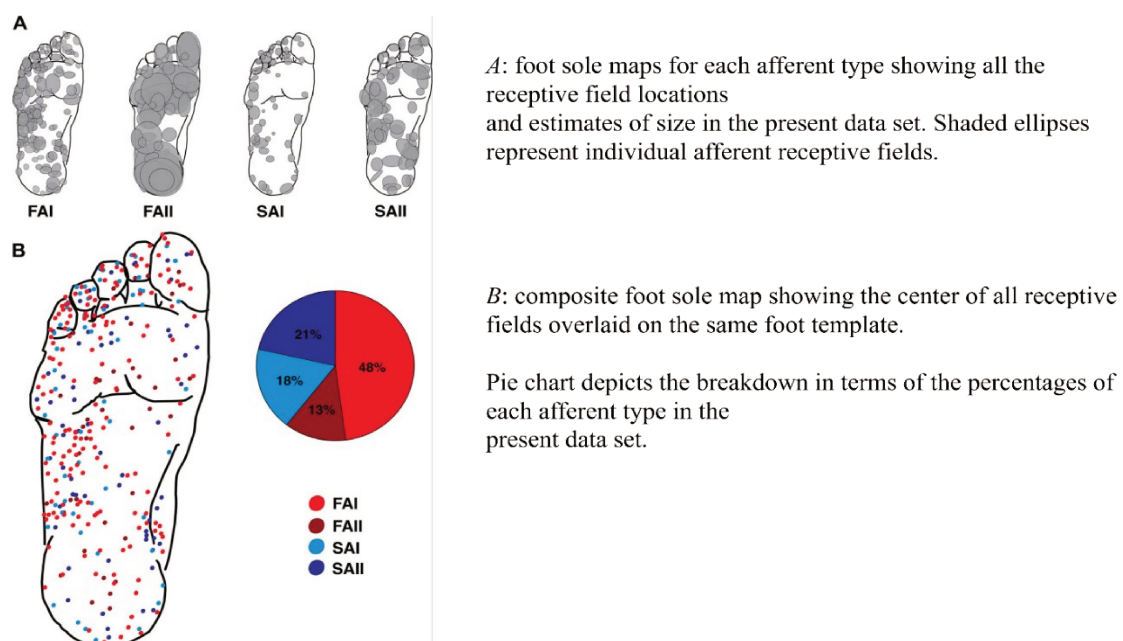 A
FAI FAII SAI SAII
A: foot sole maps for each afferent type showing all the
receptive field locations
and estimates of size in the present data set. Shaded ellipses
represent individual afferent receptive fields.
B
21%
48%
18%
13%
FAI
FAII
SAI
SAII
B: composite foot sole map showing the center of all receptive
fields overlaid on the same foot template.
Pie chart depicts the breakdown in terms of the percentages of
each afferent type in the
present data set.